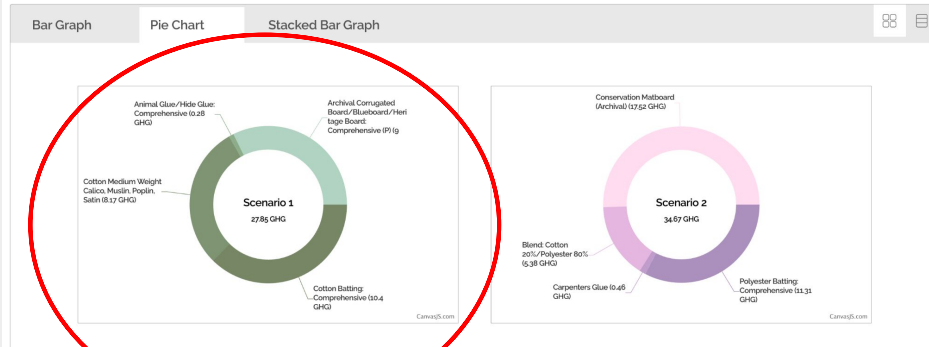 Bar Graph
Pie Chart
Stacked Bar Graph
Animal Glue/Hide Glue:
Comprehensive (0.28
GHG)
Archival Corrugated
Board/Blueboard/Heri
tage Board:
Comprehensive (P) (9
Cotton Medium Weight
Calico, Muslin, Poplin,
Satin (8.17 GHG)
Scenario 1
27.85 GHG
Cotton Batting:
Comprehensive (10.4
GHG)
CanvasJS.com
Conservation Matboard
(Archival) (17.52 GHG)
Scenario 2
34.67 GHG
Blend: Cotton
20%/Polyester 80%
(5.38 GHG)
Carpenters Glue (0.46
GHG)
Polyester Batting:
Comprehensive (11.31
GHG)
CanvasJS.com